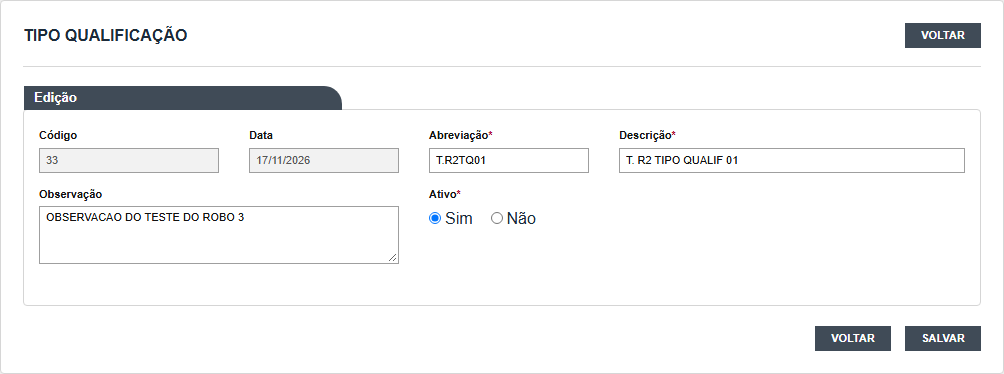 TIPO QUALIFICAÇÃO
VOLTAR
Edição
Código
Data
Abreviação*
Descrição*
33
17/11/2026
T.R2TQ01
T. R2 TIPO QUALIF 01
Observação
Ativo*
OBSERVACAO DO TESTE DO ROBO 3
Sim
Não
VOLTAR
SALVAR